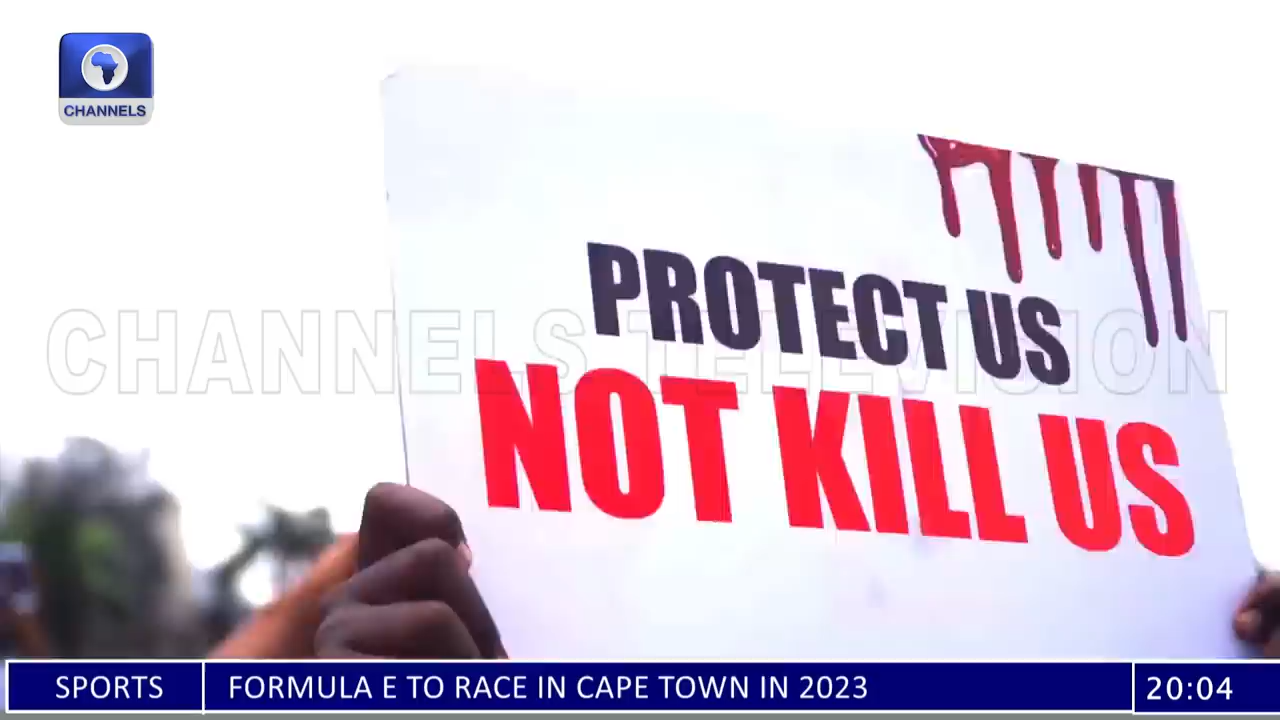 CHANNELS
PROTECT US
NOT KILL US
CHANNELS TELEVISION
SPORTS
FORMULA E TO RACE IN CAPE TOWN IN 2023
20:04